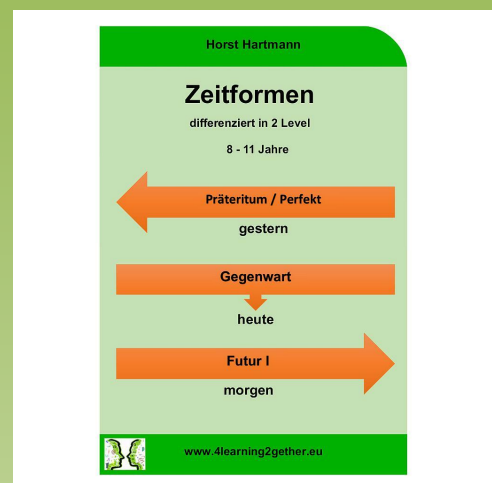 Horst Hartmann
Zeitformen
differenziert in 2 Level
8 - 11 Jahre
Präteritum / Perfekt
gestern
Gegenwart
heute
Futur I
morgen
www.4learning2gether.eu